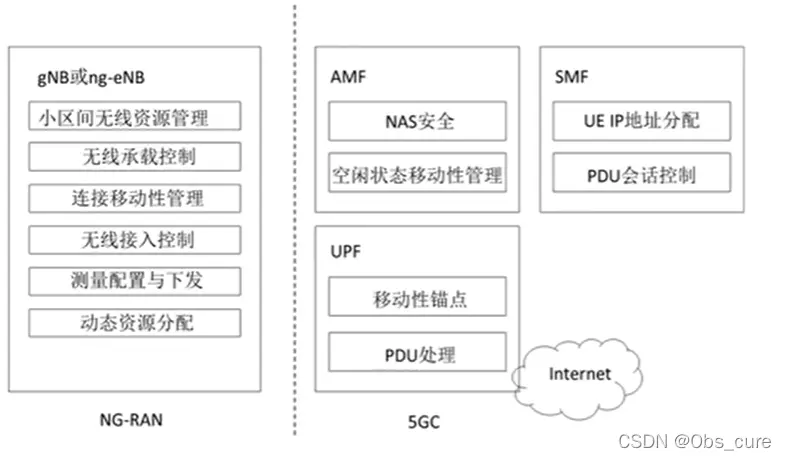 gNB或ng-eNB
小区间无线资源管理
无线承载控制
连接移动性管理
无线接入控制
测量配置与下发
动态资源分配
NG-RAN
AMF
NAS安全
空闲状态移动性管理
SMF
UE IP地址分配
PDU会话控制
UPF
移动性锚点
PDU处理
Internet
5GC
CSDN @Obs_cure